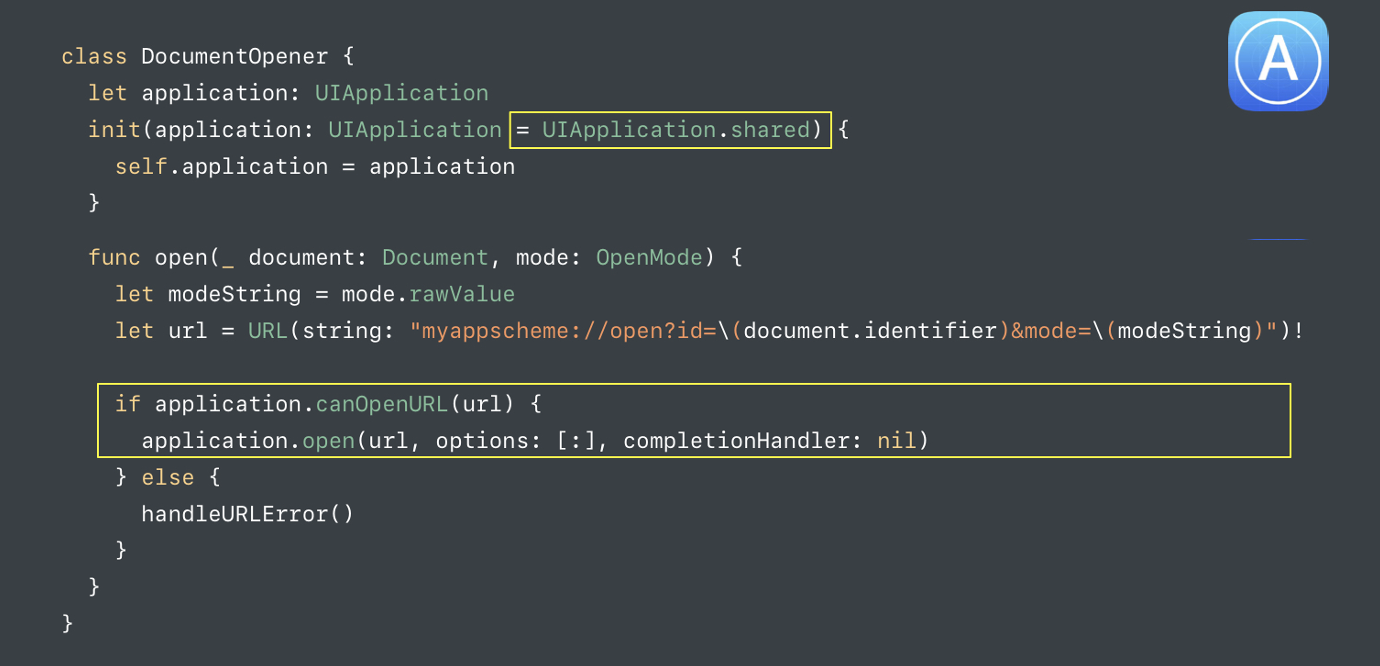 class DocumentOpener {
let application: UIApplication
init(application: UIApplication = UIApplication.shared) {
self.application = application
}
func open(_ document: Document, mode: OpenMode) {
let modeString = mode.rawValue
let url = URL(string: "myappscheme://open?id=\(document.identifier)&mode=\(modeString)")!
if application.canOpenURL(url) {
application.open(url, options: [:], completionHandler: nil)
} else {
handleURLError()
}
}
}
A